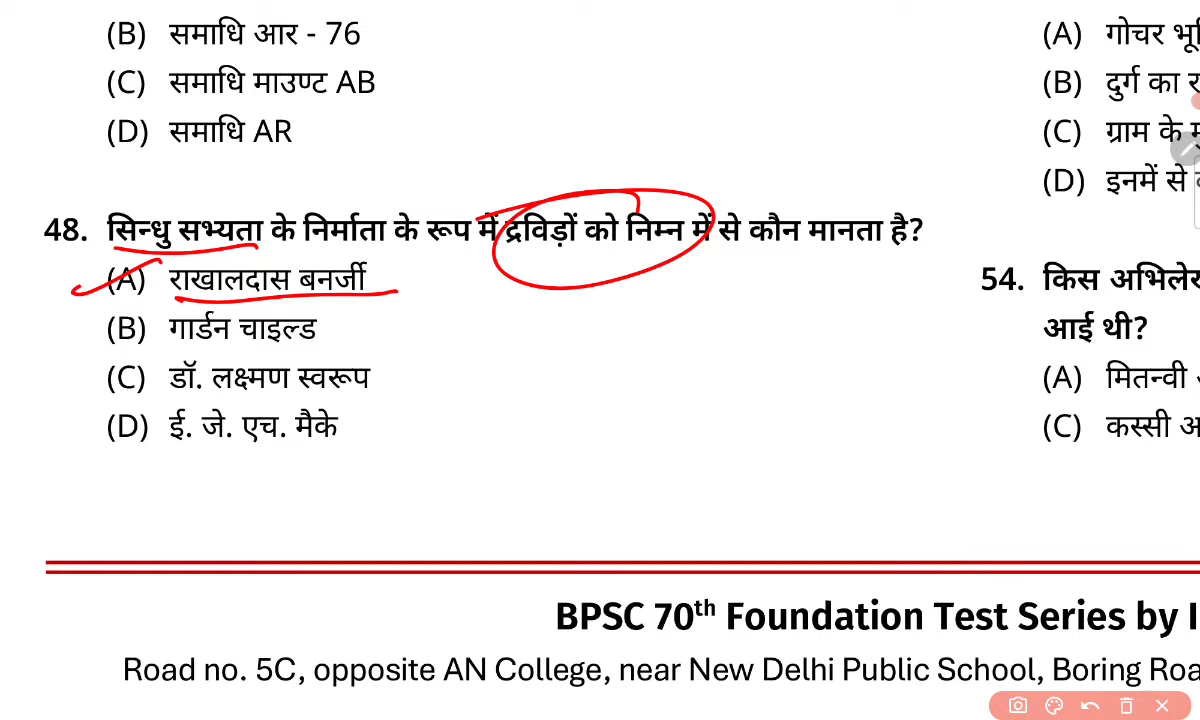 (B) समाधि आर - 76
(C) समाधि माउण्ट AB
(D) समाधि AR
48. सिन्धु सभ्यता के निर्माता के रूप में द्रविड़ों को निम्न में से कौन मानता है?
(A) राखालदास बनर्जी
(B) गार्डन चाइल्ड
(C) डॉ. लक्ष्मण स्वरूप
(D) ई. जे. एच. मैके
(A) गोचर
(B) दुर्ग का
(C) ग्राम के
(D) इनमें से
54. किस
आई थी?
(A) मितन्वी
(C) कस्सी
BPSC 70th Foundation Test Series by
Road no. 5C, opposite AN College, near New Delhi Public School, Boring